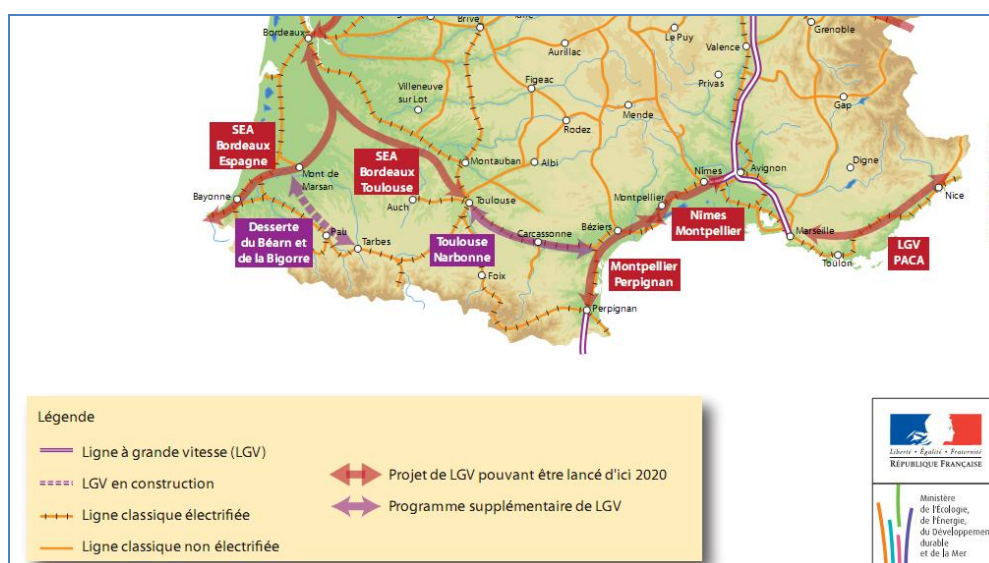 Brive
Grenoble
Bordeaux
Le Puy
Aurillac
Valence
Villeneuve
sur Lot
Figeac
Privas
Mende
Gap
Rodez
SEA
Bordeaux
Espagne
SEA
Bordeaux
Toulouse
Montauban
Albi
Mont de
Marsan
Nîmes
Avignon
Digne
Bayonne
Auch
Toulouse
Montpellier
Nice
Desserte
du Béarn et
de la Bigorre
Pau
Tarbes
Toulouse
Narbonne
Carcassonne
Béziers
Nîmes
Montpellier
Marseille
LGV
PACA
Toulon
Foix
Montpellier
Perpignan
Perpignan
Légende
Ligne à grande vitesse (LGV)
LGV en construction
Ligne classique électrifiée
Ligne classique non électrifiée
Projet de LGV pouvant être lancé d'ici 2020
Programme supplémentaire de LGV
Liberté • Égalité • Fraternité
RÉPUBLIQUE FRANÇAISE
Ministère
de l'Écologie,
de l'Énergie,
du Développemen
durable
et de la Mer